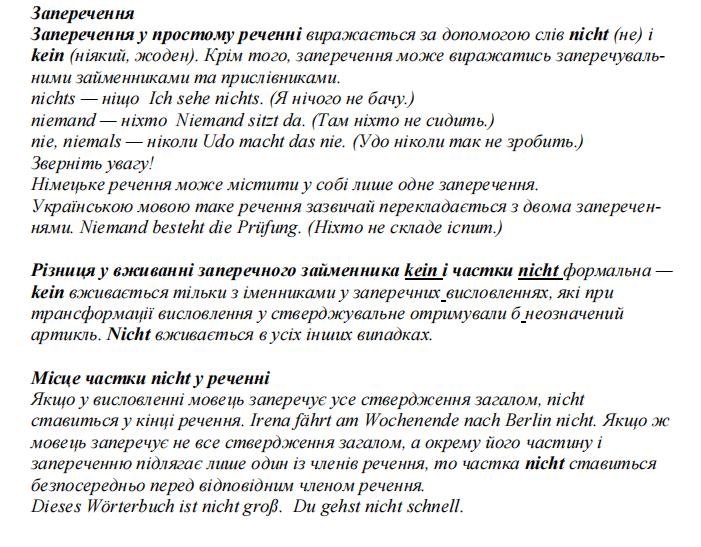 Заперечення
Заперечення у простому реченні виражається за допомогою слів nicht (не) і
kein (ніякий, жоден). Крім того, заперечення може виражатись заперечуваль-
ними займенниками та прислівниками.
nichts — ніщо Ich sehe nichts. (Я нічого не бачу.)
niemand — ніхто Niemand sitzt da. (Там ніхто не сидить.)
nie, niemals — ніколи Udo macht das nie. (Удо ніколи так не зробить.)
Зверніть увагу!
Німецьке речення може містити у собі лише одне заперечення.
Українською мовою таке речення зазвичай перекладається з двома заперечен-
нями. Niemand besteht die Prüfung. (Ніхто не складе іспит.)
Різниця у вживанні заперечного займенника kein і частки nicht формальна —
kein вживається тільки з іменниками у заперечних висловленнях, які при
трансформації висловлення у стверджувальне отримували б неозначений
артикль. Nicht вживається в усіх інших випадках.
Місце частки nicht у реченні
Якщо у висловленні мовець заперечує усе ствердження загалом, nicht
ставиться у кінці речення. Irena fährt am Wochenende nach Berlin nicht. Якщо ж
мовець заперечує не все ствердження загалом, а окрему його частину і
запереченню підлягає лише один із членів речення, то частка nicht ставиться
безпосередньо перед відповідним членом речення.
Dieses Wörterbuch ist nicht groß. Du gehst nicht schnell.